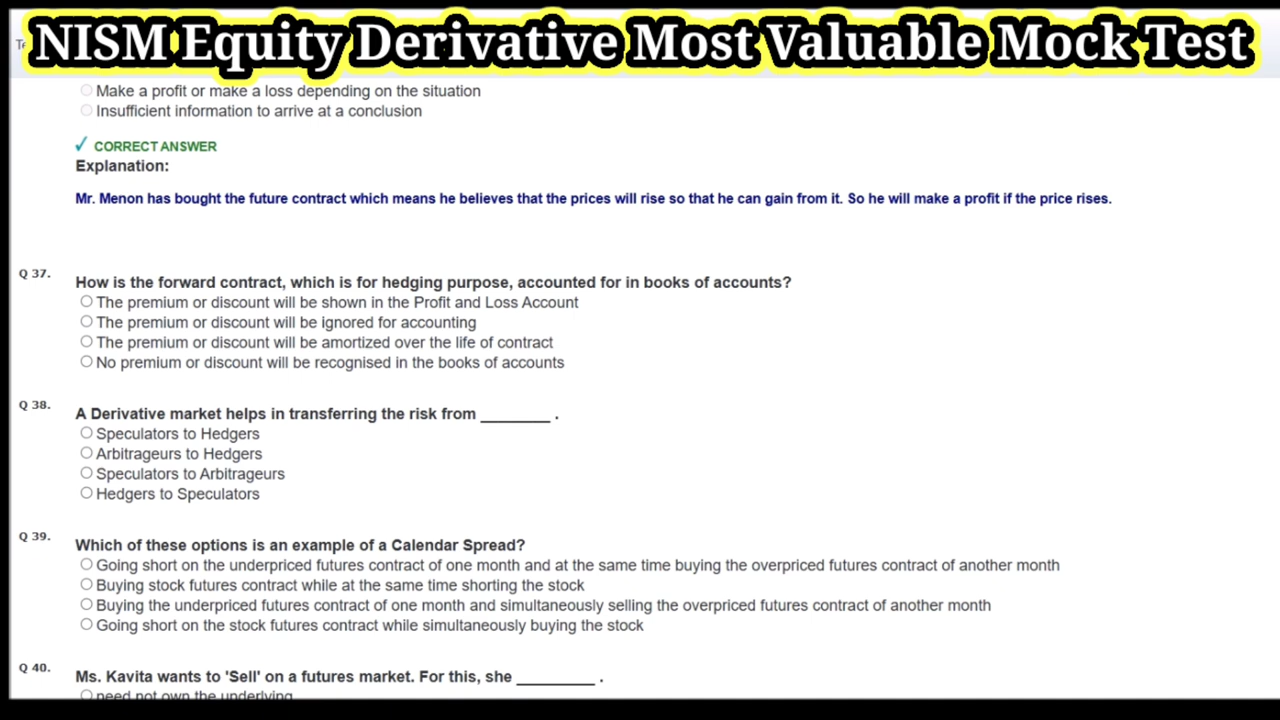 NISM Equity Derivative Most Valuable Mock Test
Make a profit or make a loss depending on the situation
Insufficient information to arrive at a conclusion
✓ CORRECT ANSWER
Explanation:
Mr. Menon has bought the future contract which means he believes that the prices will rise so that he can gain from it. So he will make a profit if the price rises.
Q 37.
How is the forward contract, which is for hedging purpose, accounted for in books of accounts?
The premium or discount will be shown in the Profit and Loss Account
The premium or discount will be ignored for accounting
The premium or discount will be amortized over the life of contract
No premium or discount will be recognised in the books of accounts
Q 38.
A Derivative market helps in transferring the risk from ________ .
Speculators to Hedgers
Arbitrageurs to Hedgers
Speculators to Arbitrageurs
Hedgers to Speculators
Q 39.
Which of these options is an example of a Calendar Spread?
Going short on the underpriced futures contract of one month and at the same time buying the overpriced futures contract of another month
Buying stock futures contract while at the same time shorting the stock
Buying the underpriced futures contract of one month and simultaneously selling the overpriced futures contract of another month
Going short on the stock futures contract while simultaneously buying the stock
Q 40.
Ms. Kavita wants to 'Sell' on a futures market. For this, she _________ .
need not own the underlying